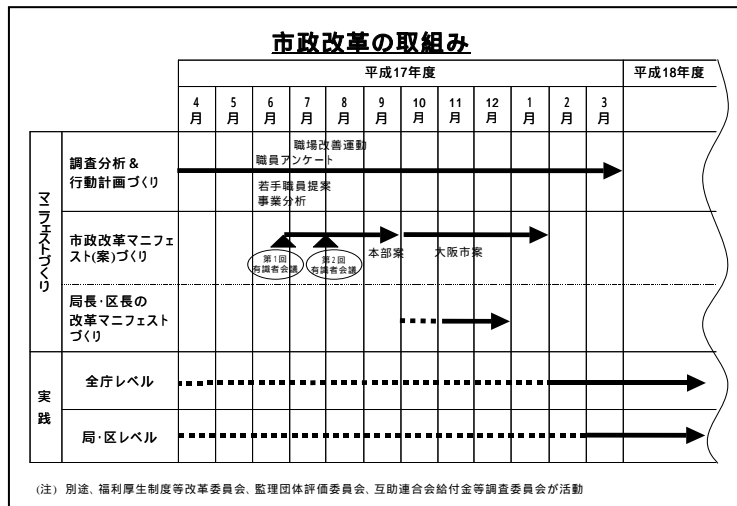 市政改革の取組み
平成17年度
平成18年度
4月
5月
6月
7月
8月
9月
10月
11月
12月
1月
2月
3月
マニフェストづくり
調査分析&
行動計画づくり
職場改善運動
職員アンケート
若手職員提案
事業分析
市政改革マニフェ
スト(案)づくり
第1回
有識者会議
第2回
有識者会議
本部案
大阪市案
局長・区長の
改革マニフェスト
づくり
実践
全庁レベル
局・区レベル
(注) 別途、福利厚生制度等改革委員会、監理団体評価委員会、互助連合会給付金等調査委員会が活動